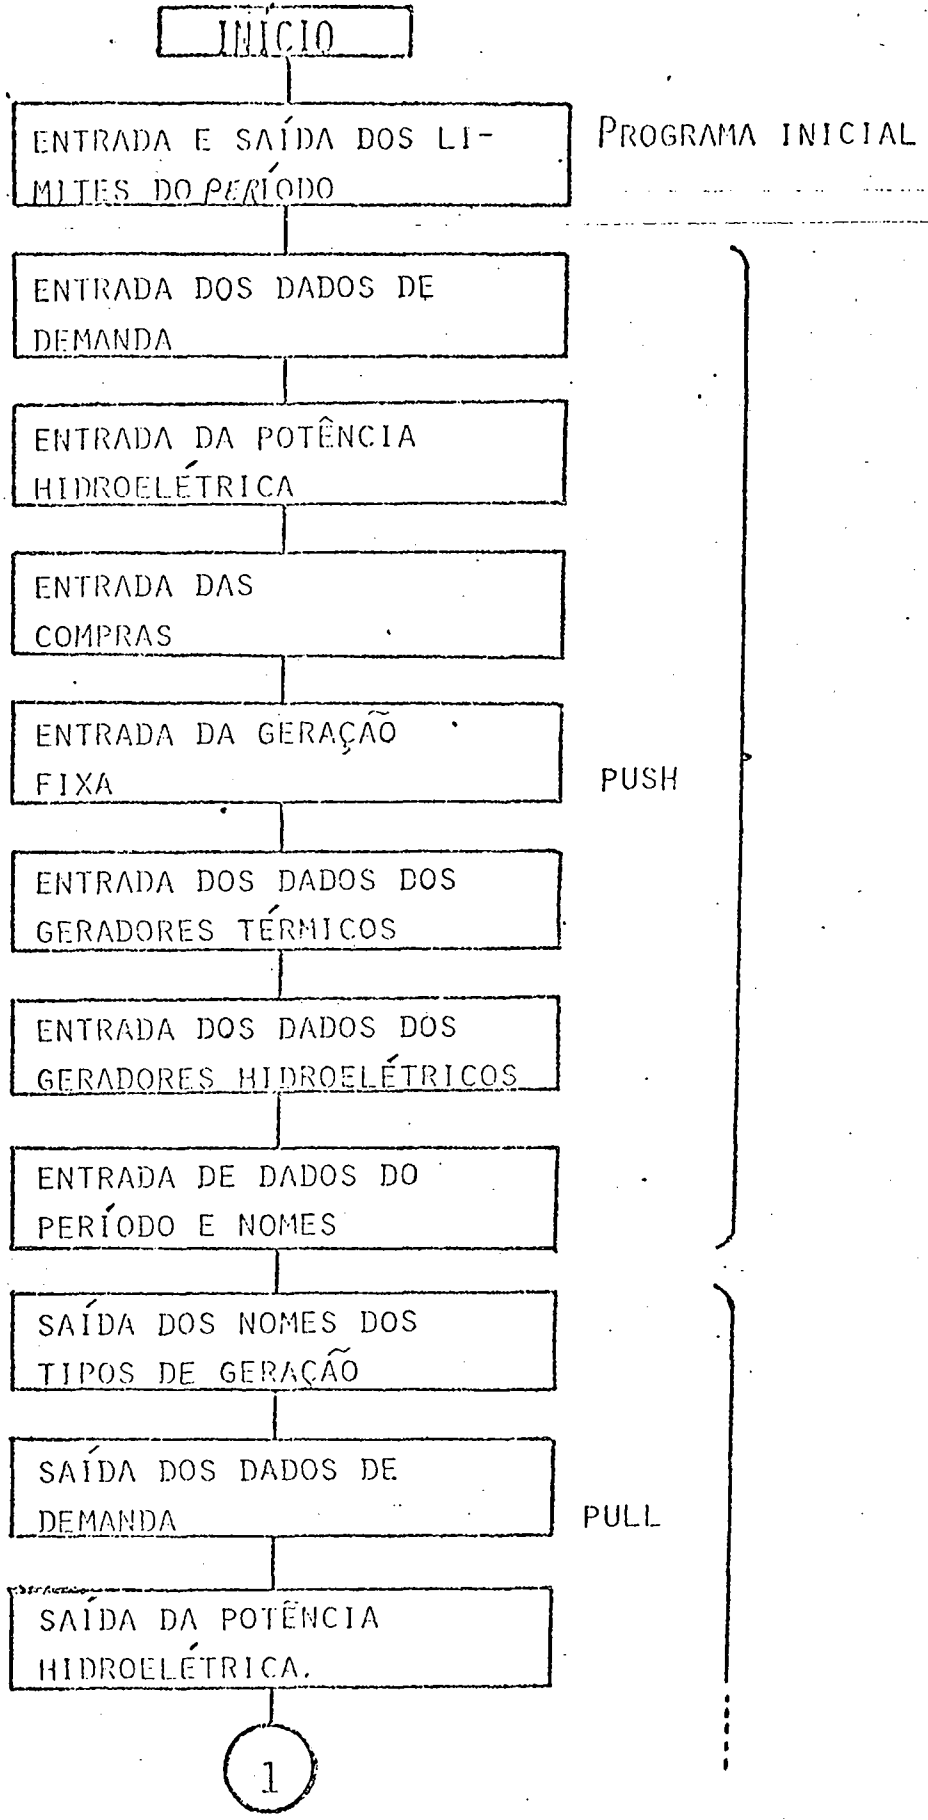 INÍCIO
ENTRADA E SAÍDA DOS LI-
MITES DO PERÍODO
PROGRAMA INICIAL
ENTRADA DOS DADOS DE
DEMANDA
ENTRADA DA POTÊNCIA
HIDROELÉTRICA
ENTRADA DAS
COMPRAS
ENTRADA DA GERAÇÃO
FIXA
PUSH
ENTRADA DOS DADOS DOS
GERADORES TÉRMICOS
ENTRADA DOS DADOS DOS
GERADORES HIDROELÉTRICOS
ENTRADA DE DADOS DO
PERÍODO E NOMES
SAÍDA DOS NOMES DOS
TIPOS DE GERAÇÃO
SAÍDA DOS DADOS DE
DEMANDA
PULL
SAÍDA DA POTÊNCIA
HIDROELÉTRICA.
1